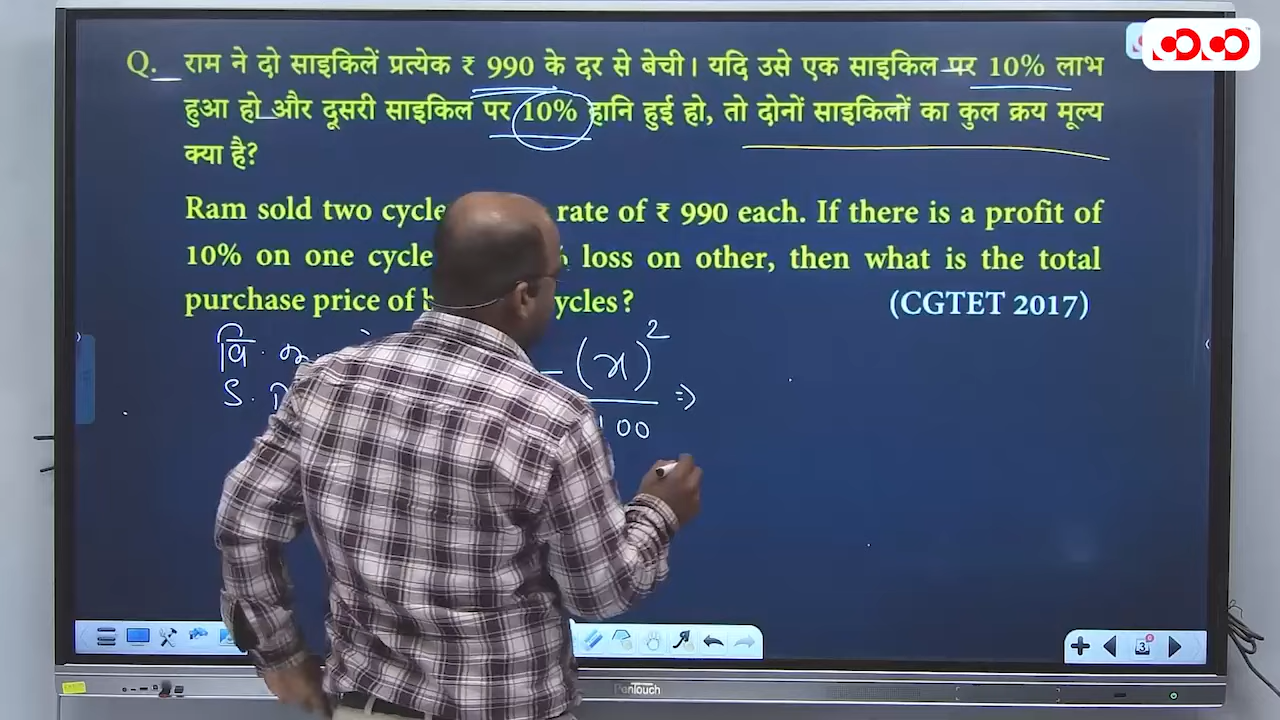 Q. राम ने दो साइकिलें प्रत्येक ₹ 990 के दर से बेची। यदि उसे एक साइकिल पर 10% लाभ
हुआ हो और दूसरी साइकिल पर 10% हानि हुई हो, तो दोनों साइकिलों का कुल क्रय मूल्य
क्या है?
Ram sold two rate of ₹ 990 each. If there is a profit of
10% on one cycle loss on other, then what is the total
purchase price of ycles?
(CGTET 2017)
वि.
S.
- (x)² ⇒
100
3
PenTouch